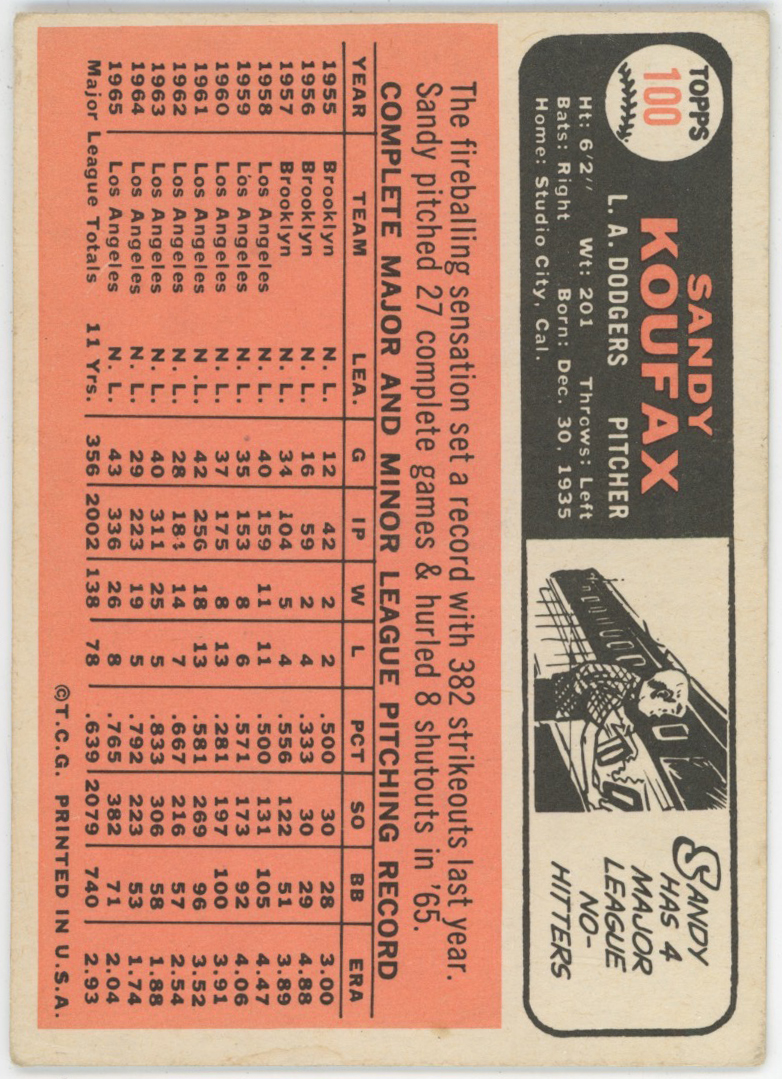 TOPPS
100
SANDY
KOUFAX
L. A. DODGERS PITCHER
Ht: 6'2" Wt: 201 Throws: Left
Bats: Right Born: Dec. 30, 1935
Home: Studio City, Cal.
SANDY
HAS 4
MAJOR
LEAGUE
NO-
HITTERS
The fireballing sensation set a record with 382 strikeouts last year.
Sandy pitched 27 complete games & hurled 8 shutouts in '65.
COMPLETE MAJOR AND MINOR LEAGUE PITCHING RECORD
YEAR TEAM LEA. G IP W L PCT SO BB ERA
1955 Brooklyn N. L. 12 42 2 2 .500 30 28 3.00
1956 Brooklyn N. L. 16 59 2 4 .333 30 29 4.88
1957 Brooklyn N. L. 34 104 5 4 .556 122 51 3.89
1958 Los Angeles N. L. 40 159 11 11 .500 131 105 4.47
1959 Los Angeles N. L. 35 153 8 6 .571 173 92 4.06
1960 Los Angeles N. L. 37 175 8 13 .281 197 100 3.91
1961 Los Angeles N. L. 42 256 18 13 .581 269 96 3.52
1962 Los Angeles N. L. 28 184 14 7 .667 216 57 2.54
1963 Los Angeles N. L. 40 311 25 5 .833 306 58 1.88
1964 Los Angeles N. L. 29 223 19 5 .792 223 53 1.74
1965 Los Angeles N. L. 43 336 26 8 .765 382 71 2.04
Major League Totals 11 Yrs. 356 2002 138 78 .639 2079 740 2.93
©T.C.G. PRINTED IN U.S.A.